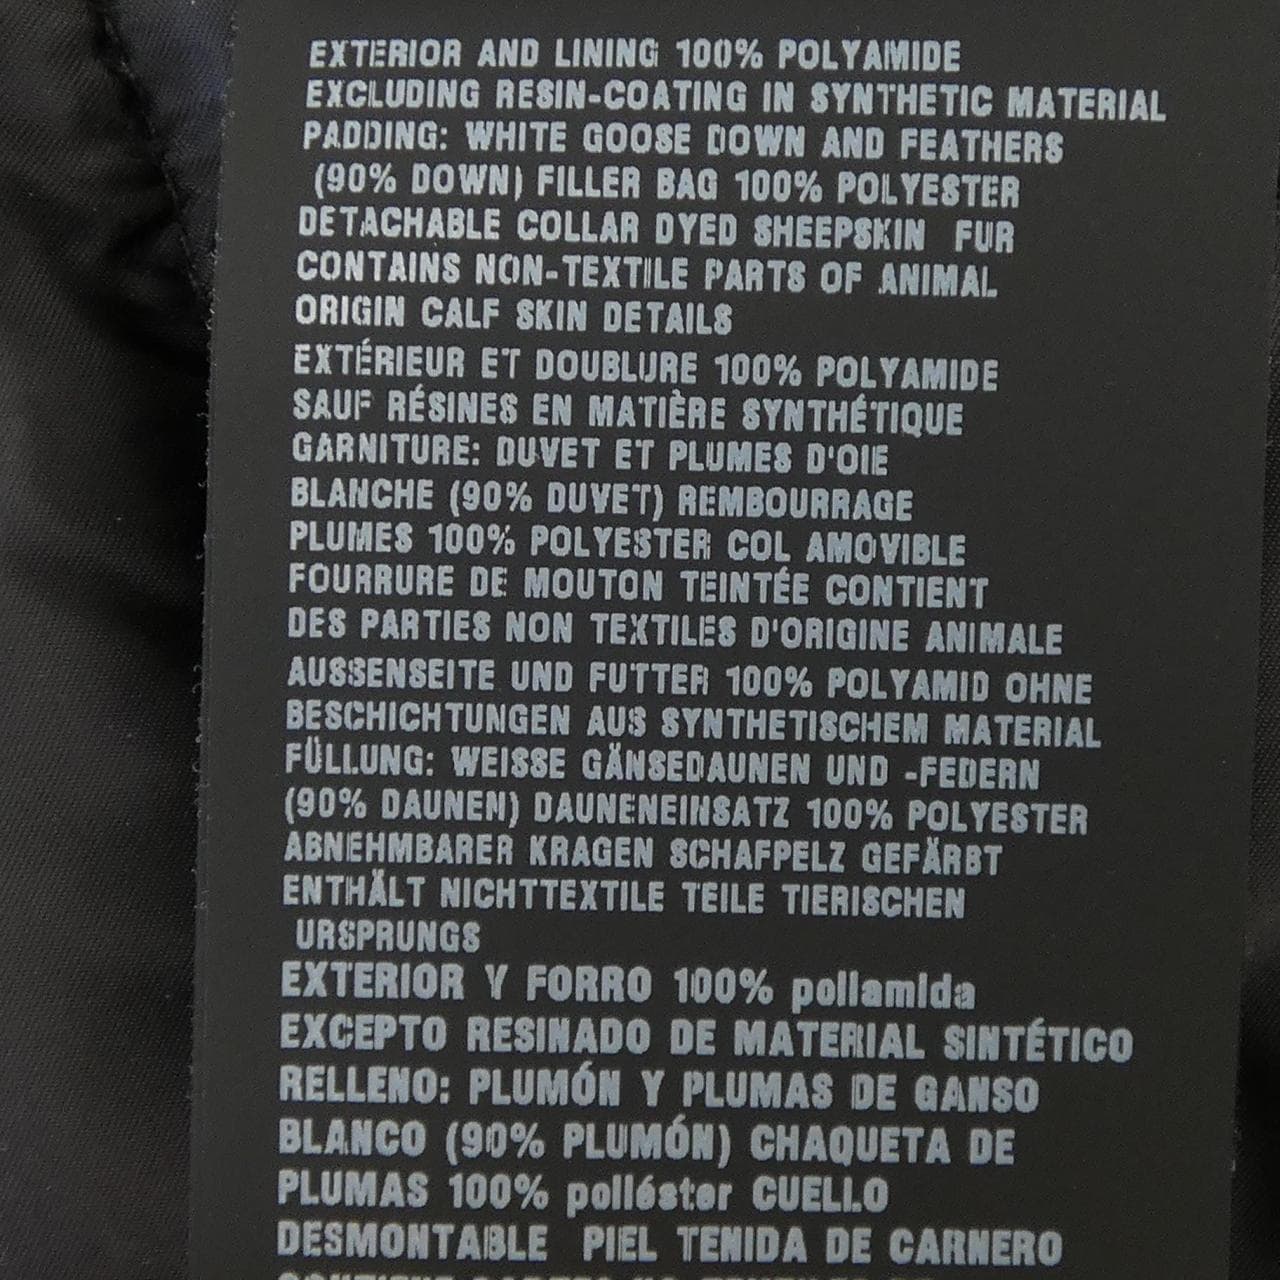 EXTERIOR AND LINING 100% POLYAMIDE
EXCLUDING RESIN-COATING IN SYNTHETIC MATERIAL
PADDING: WHITE GOOSE DOWN AND FEATHERS
(90% DOWN) FILLER BAG 100% POLYESTER
DETACHABLE COLLAR DYED SHEEPSKIN FUR
CONTAINS NON-TEXTILE PARTS OF ANIMAL
ORIGIN CALF SKIN DETAILS
EXTÉRIEUR ET DOUBLURE 100% POLYAMIDE
SAUF RÉSINES EN MATIÈRE SYNTHÉTIQUE
GARNITURE: DUVET ET PLUMES D'OIE
BLANCHE (90% DUVET) REMBOURRAGE
PLUMES 100% POLYESTER COL AMOVIBLE
FOURRURE DE MOUTON TEINTÉE CONTIENT
DES PARTIES NON TEXTILES D'ORIGINE ANIMALE
AUSSENSEITE UND FUTTER 100% POLYAMID OHNE
BESCHICHTUNGEN AUS SYNTHETISCHEM MATERIAL
FÜLLUNG: WEISSE GÄNSEDAUNEN UND -FEDERN
(90% DAUNEN) DAUNENEINSATZ 100% POLYESTER
ABNEHMBARER KRAGEN SCHAFPELZ GEFÄRBT
ENTHÄLT NICHTTEXTILE TEILE TIERISCHEN
URSPRUNGS
EXTERIOR Y FORRO 100% poliamida
EXCEPTO RESINADO DE MATERIAL SINTÉTICO
RELLENO: PLUMÓN Y PLUMAS DE GANSO
BLANCO (90% PLUMÓN) CHAQUETA DE
PLUMAS 100% poliéster CUELLO
DESMONTABLE PIEL TENIDA DE CARNERO